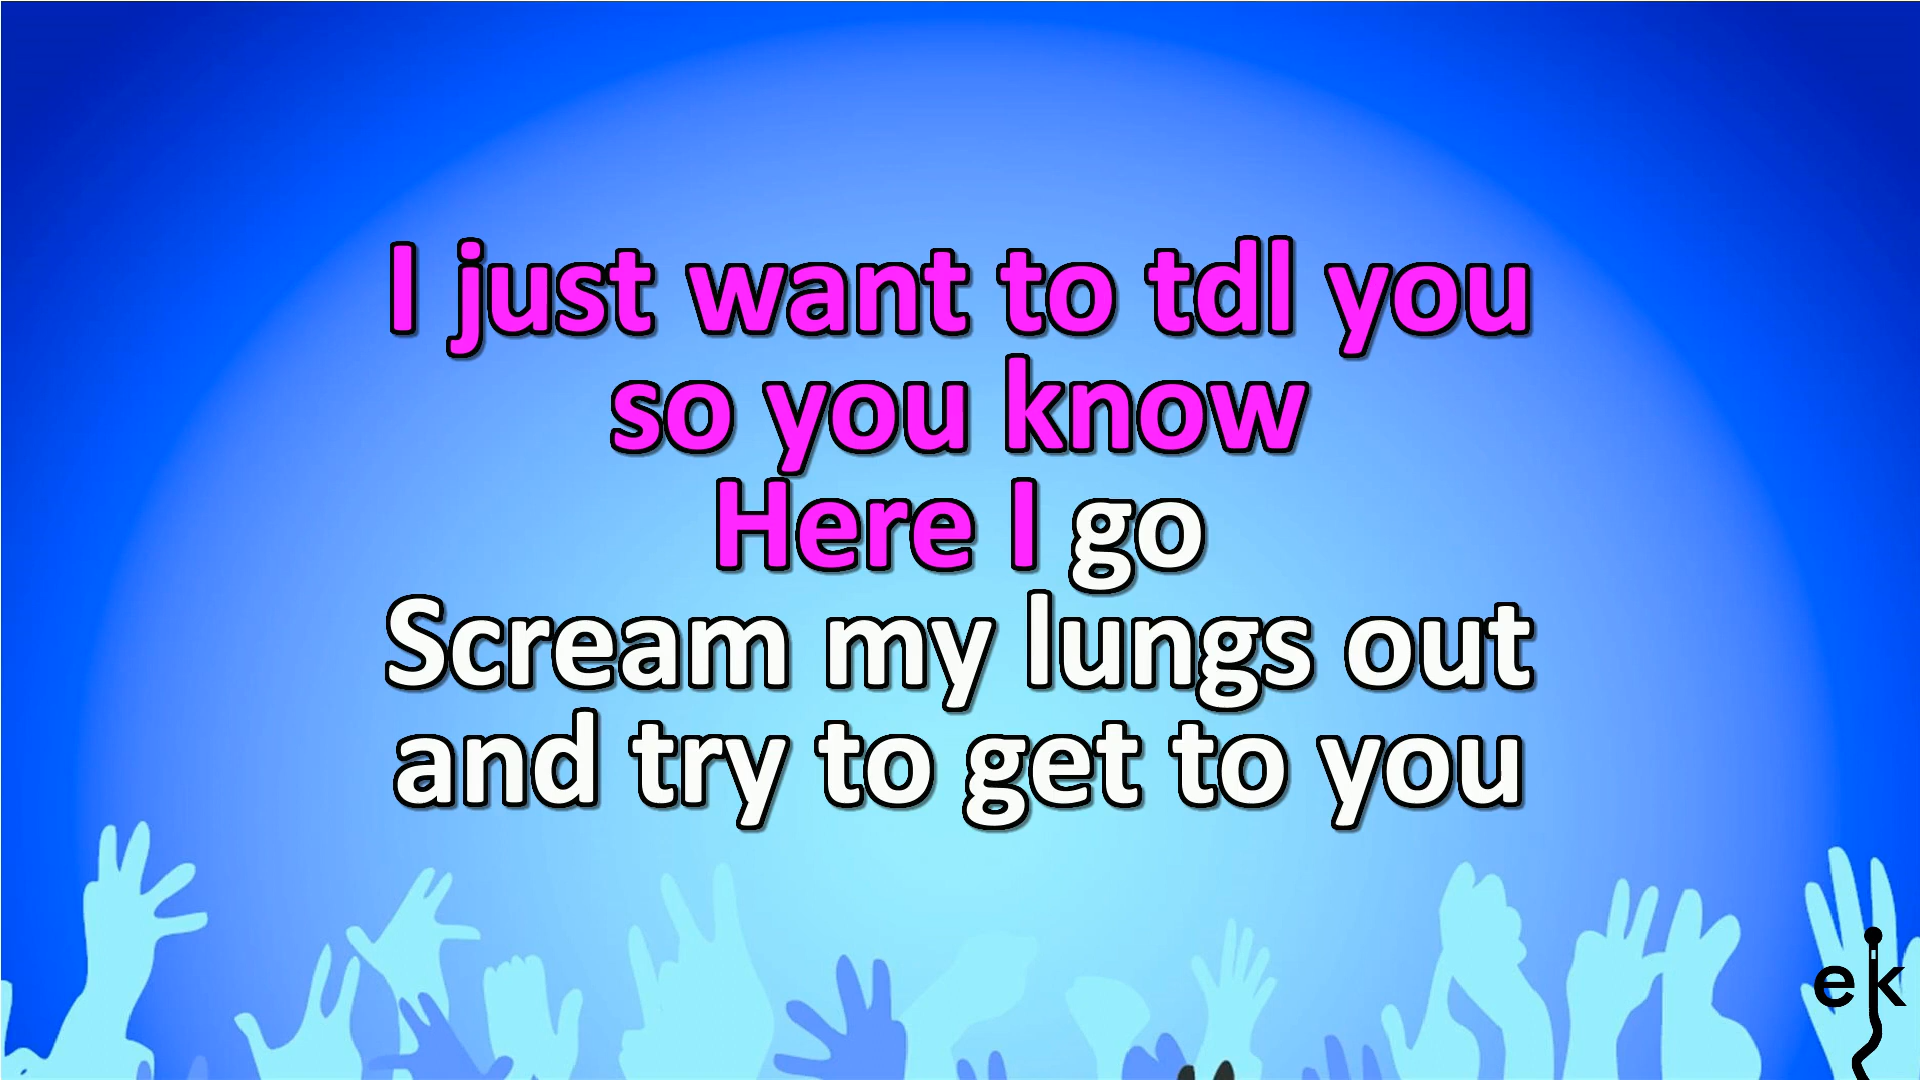 I just want to tdl you
so you know
Here I go
Scream my lungs out
and try to get to you
ek